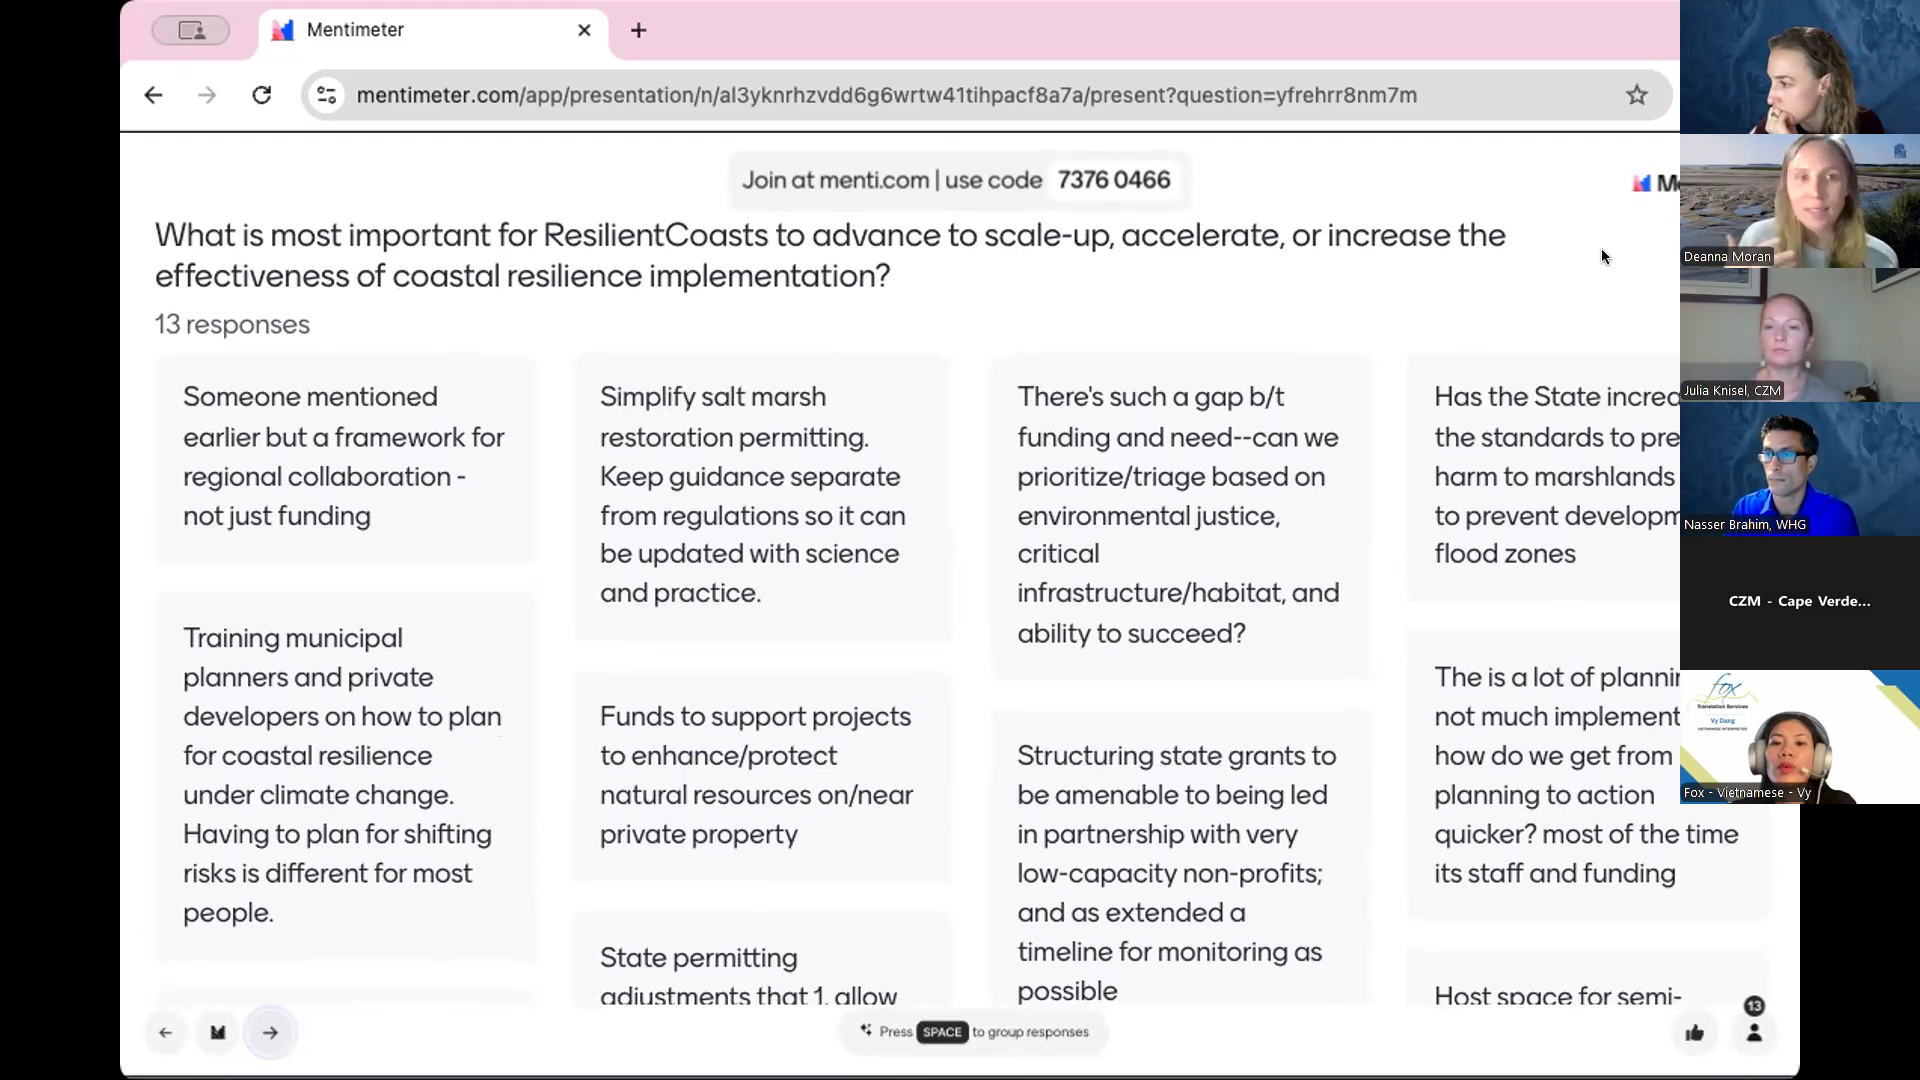 Mentimeter
mentimeter.com/app/presentation/n/al3yknrhzvdd6g6wrtw41tihpacf8a7a/present?question=yfrehrr8nm7m
Join at menti.com | use code 7376 0466
What is most important for ResilientCoasts to advance to scale-up, accelerate, or increase the
effectiveness of coastal resilience implementation?
13 responses
Someone mentioned
earlier but a framework for
regional collaboration -
not just funding
Training municipal
planners and private
developers on how to plan
for coastal resilience
under climate change.
Having to plan for shifting
risks is different for most
people.
Simplify salt marsh
restoration permitting.
Keep guidance separate
from regulations so it can
be updated with science
and practice.
Funds to support projects
to enhance/protect
natural resources on/near
private property
State permitting
adjustments that 1. allow
There's such a gap b/t
funding and need--can we
prioritize/triage based on
environmental justice,
critical
infrastructure/habitat, and
ability to succeed?
Structuring state grants to
be amenable to being led
in partnership with very
low-capacity non-profits;
and as extended a
timeline for monitoring as
possible
Has the State increa
the standards to pre
harm to marshlands
to prevent developm
flood zones
The is a lot of plannin
not much implement
how do we get from
planning to action
quicker? most of the time
its staff and funding
Host space for semi-
Press SPACE to group responses
13
Deanna Moran
Julia Knisel, CZM
Nasser Brahim, WHG
CZM - Cape Verde...
fox
Translation Services
Vy Dang
VIETNAMESE INTERPRETER
Fox - Vietnamese - Vy